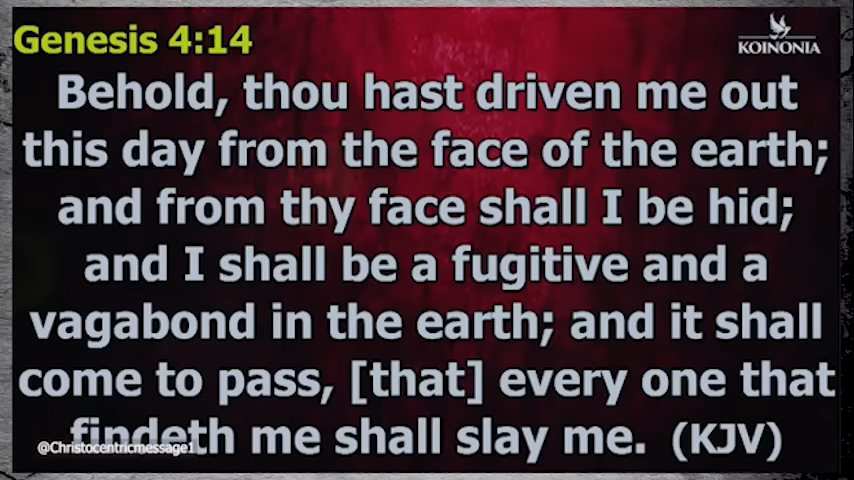 Genesis 4:14
KOINONIA
Behold, thou hast driven me out
this day from the face of the earth;
and from thy face shall I be hid;
and I shall be a fugitive and a
vagabond in the earth; and it shall
come to pass, [that] every one that
findeth me shall slay me. (KJV)
@Christocentricmessage1